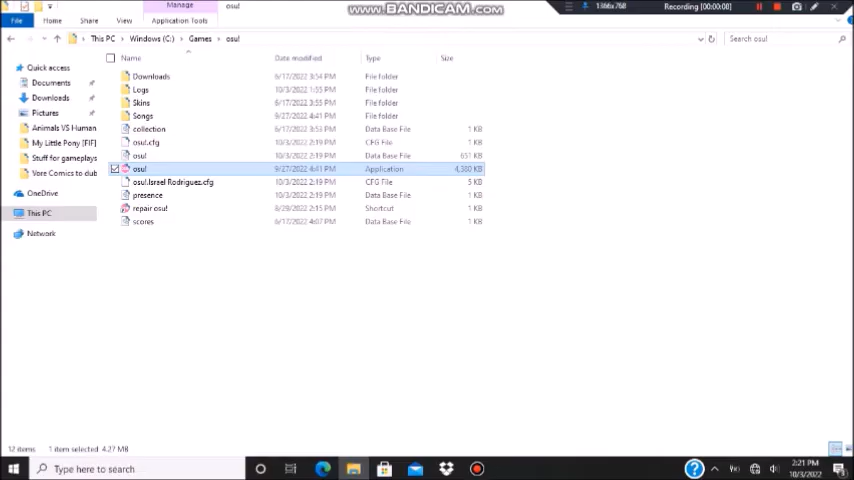 Manage
osu!
www.BANDICAM.com
1366x768
Recording [00:00:08]
File
Home
Share
View
Application Tools
This PC
Windows (C:)
Games
osu!
Search osu!
Name
Date modified
Type
Size
Quick access
Documents
Downloads
Pictures
Animals VS Human
My Little Pony [FIF]
Stuff for gameplays
Vore Comics to dub
OneDrive
This PC
Network
Downloads 6/17/2022 3:54 PM File folder
Logs 10/3/2022 1:55 PM File folder
Skins 6/17/2022 3:55 PM File folder
Songs 9/27/2022 4:41 PM File folder
collection 6/17/2022 3:53 PM Data Base File 1 KB
osu!.cfg 10/3/2022 2:19 PM CFG File 1 KB
osu! 10/3/2022 2:19 PM Data Base File 651 KB
osu! 9/27/2022 4:41 PM Application 4,380 KB
osu!.Israel Rodriguez.cfg 10/3/2022 2:19 PM CFG File 5 KB
presence 10/3/2022 2:19 PM Data Base File 1 KB
repair osu! 8/29/2022 2:15 PM Shortcut 1 KB
scores 6/17/2022 4:07 PM Data Base File 1 KB
12 items
1 item selected 4.27 MB
Type here to search
2:21 PM
10/3/2022